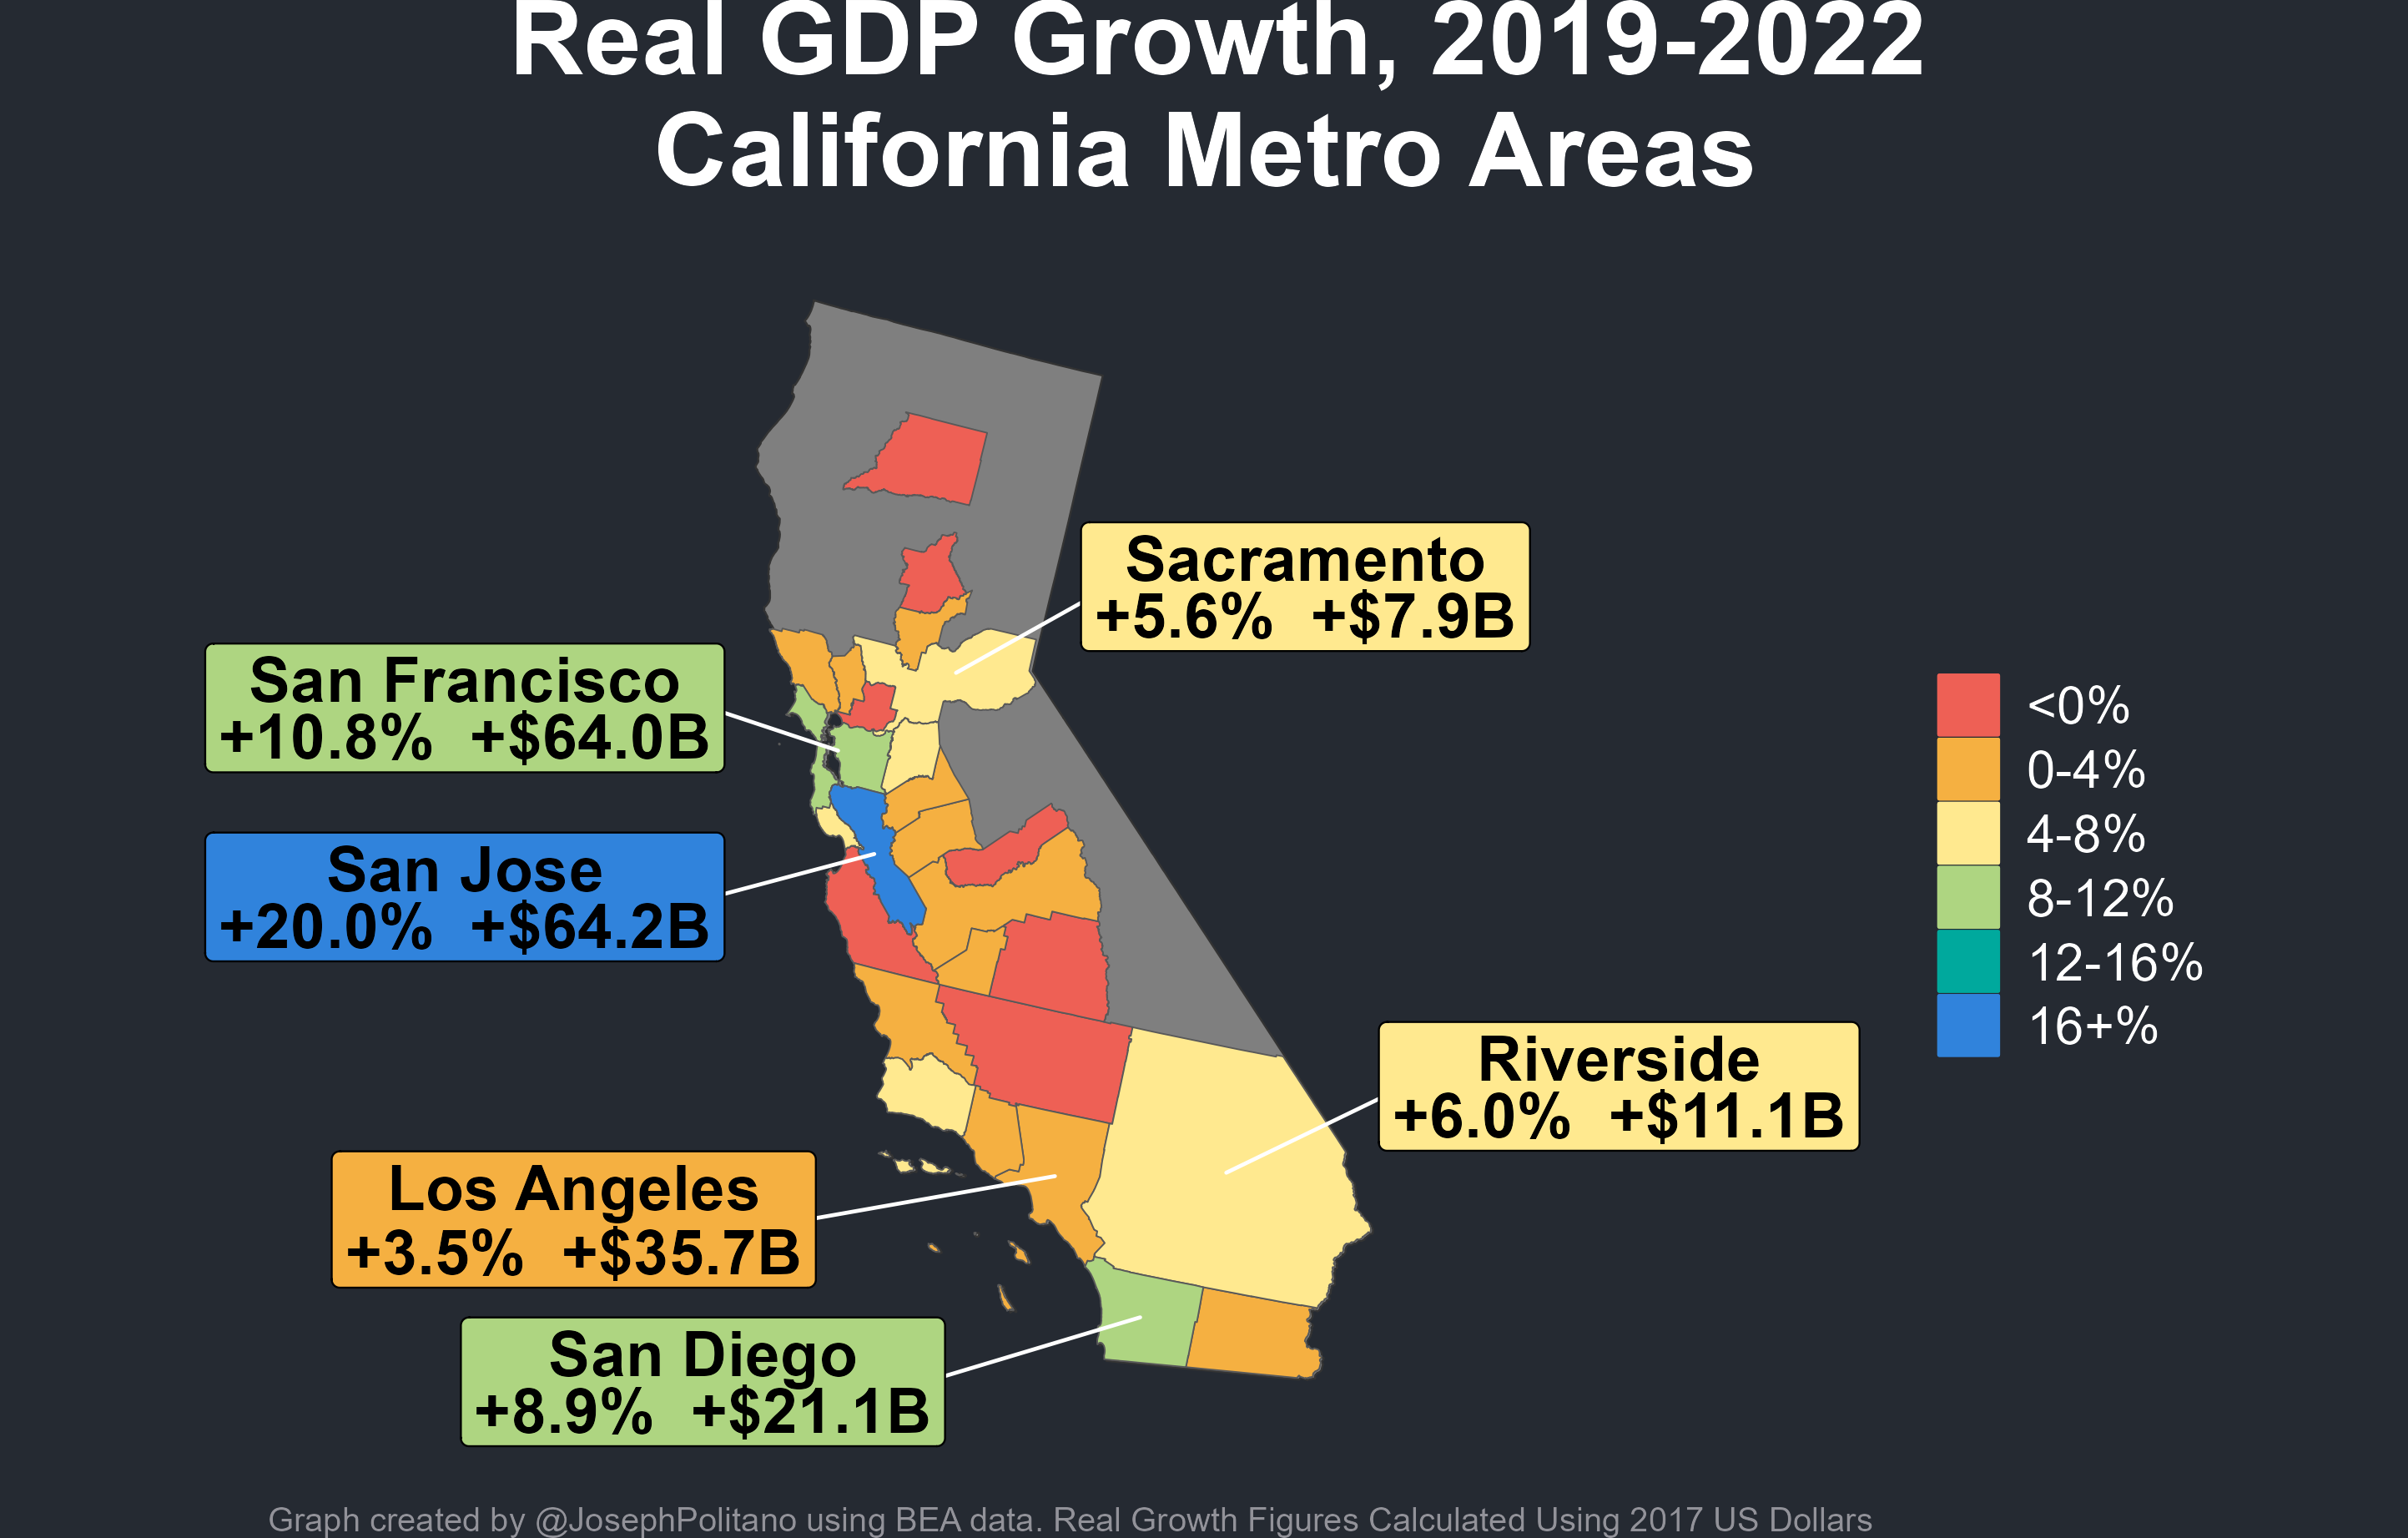 Real GDP Growth, 2019-2022
California Metro Areas
Sacramento
+5.6% +$7.9B
San Francisco
+10.8% +$64.0B
San Jose
+20.0% +$64.2B
Riverside
+6.0% +$11.1B
Los Angeles
+3.5% +$35.7B
San Diego
+8.9% +$21.1B
<0%
0-4%
4-8%
8-12%
12-16%
16+%
Graph created by @JosephPolitano using BEA data. Real Growth Figures Calculated Using 2017 US Dollars